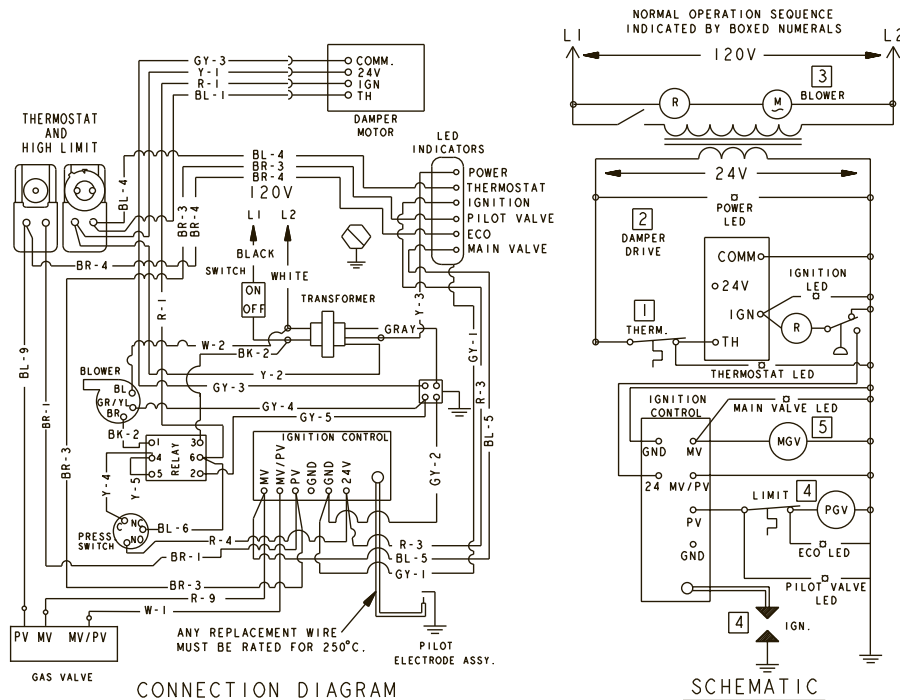 NORMAL OPERATION SEQUENCE
INDICATED BY BOXED NUMERALS
L1
L2
120V
3
R
M
BLOWER
24V
POWER
LED
2
DAMPER
DRIVE
COMM
24V
IGNITION
LED
IGN
R
1
THERM.
TH
THERMOSTAT LED
IGNITION
CONTROL
MAIN VALVE LED
5
GND
MV
MGV
24
MV/PV
LIMIT
4
PV
PGV
GND
ECO LED
PILOT VALVE
LED
4
IGN.
SCHEMATIC
GY-3
Y-1
R-1
BL-1
COMM.
24V
IGN
TH
DAMPER
MOTOR
THERMOSTAT
AND
HIGH LIMIT
LED
INDICATORS
BL-4
BR-3
BR-4
POWER
THERMOSTAT
IGNITION
PILOT VALVE
ECO
MAIN VALVE
BL-4
BR-3
BR-4
120V
L1
L2
BLACK
WHITE
SWITCH
ON
OFF
BR-4
R-1
TRANSFORMER
GRAY
Y-3
W-2
BK-2
Y-2
GY-3
GY-4
GY-5
GY-1
R-3
BL-5
BL-9
BR-1
BR-3
BLOWER
BL
GR/YL
BR
BK-2
1
4
5
RELAY
3
6
2
Y-4
Y-5
IGNITION CONTROL
MV
MV/PV
PV
GND
GND
24V
GY-2
C
NC
NO
PRESS
SWITCH
BL-6
R-4
BR-1
R-3
BL-5
GY-1
BR-3
R-9
W-1
PV
MV
MV/PV
GAS VALVE
ANY REPLACEMENT WIRE
MUST BE RATED FOR 250°C.
PILOT
ELECTRODE ASSY.
CONNECTION DIAGRAM